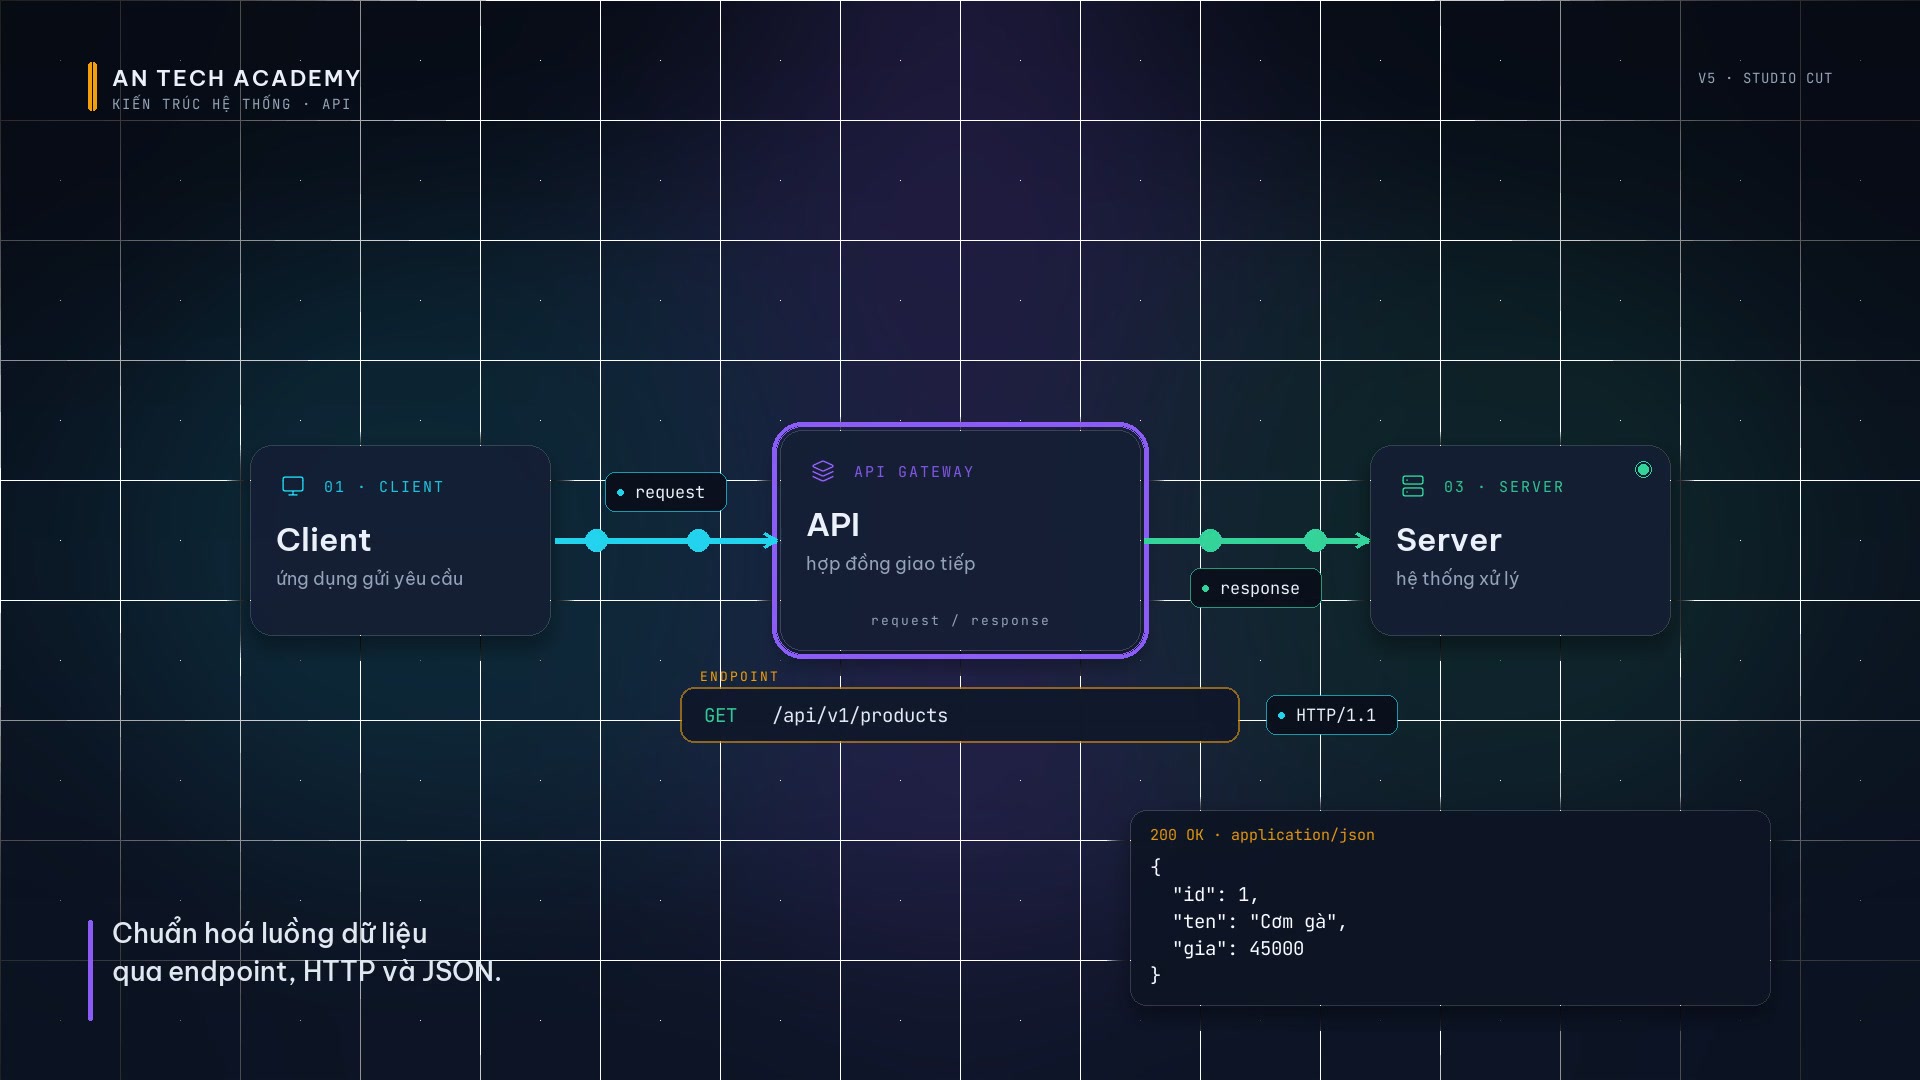 AN TECH ACADEMY
KIẾN TRÚC HỆ THỐNG · API
V5 · STUDIO CUT
01 · CLIENT
Client
ứng dụng gửi yêu cầu
request
API GATEWAY
API
hợp đồng giao tiếp
request / response
response
03 · SERVER
Server
hệ thống xử lý
ENDPOINT
GET /api/v1/products
HTTP/1.1
200 OK · application/json
{
"id": 1,
"ten": "Cơm gà",
"gia": 45000
}
Chuẩn hoá luồng dữ liệu
qua endpoint, HTTP và JSON.